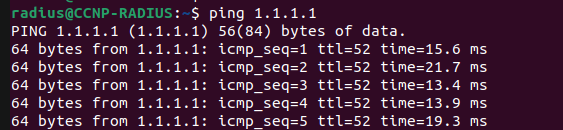 radius@CCNP-RADIUS:~$ ping 1.1.1.1
PING 1.1.1.1 (1.1.1.1) 56(84) bytes of data.
64 bytes from 1.1.1.1: icmp_seq=1 ttl=52 time=15.6 ms
64 bytes from 1.1.1.1: icmp_seq=2 ttl=52 time=21.7 ms
64 bytes from 1.1.1.1: icmp_seq=3 ttl=52 time=13.4 ms
64 bytes from 1.1.1.1: icmp_seq=4 ttl=52 time=13.9 ms
64 bytes from 1.1.1.1: icmp_seq=5 ttl=52 time=19.3 ms